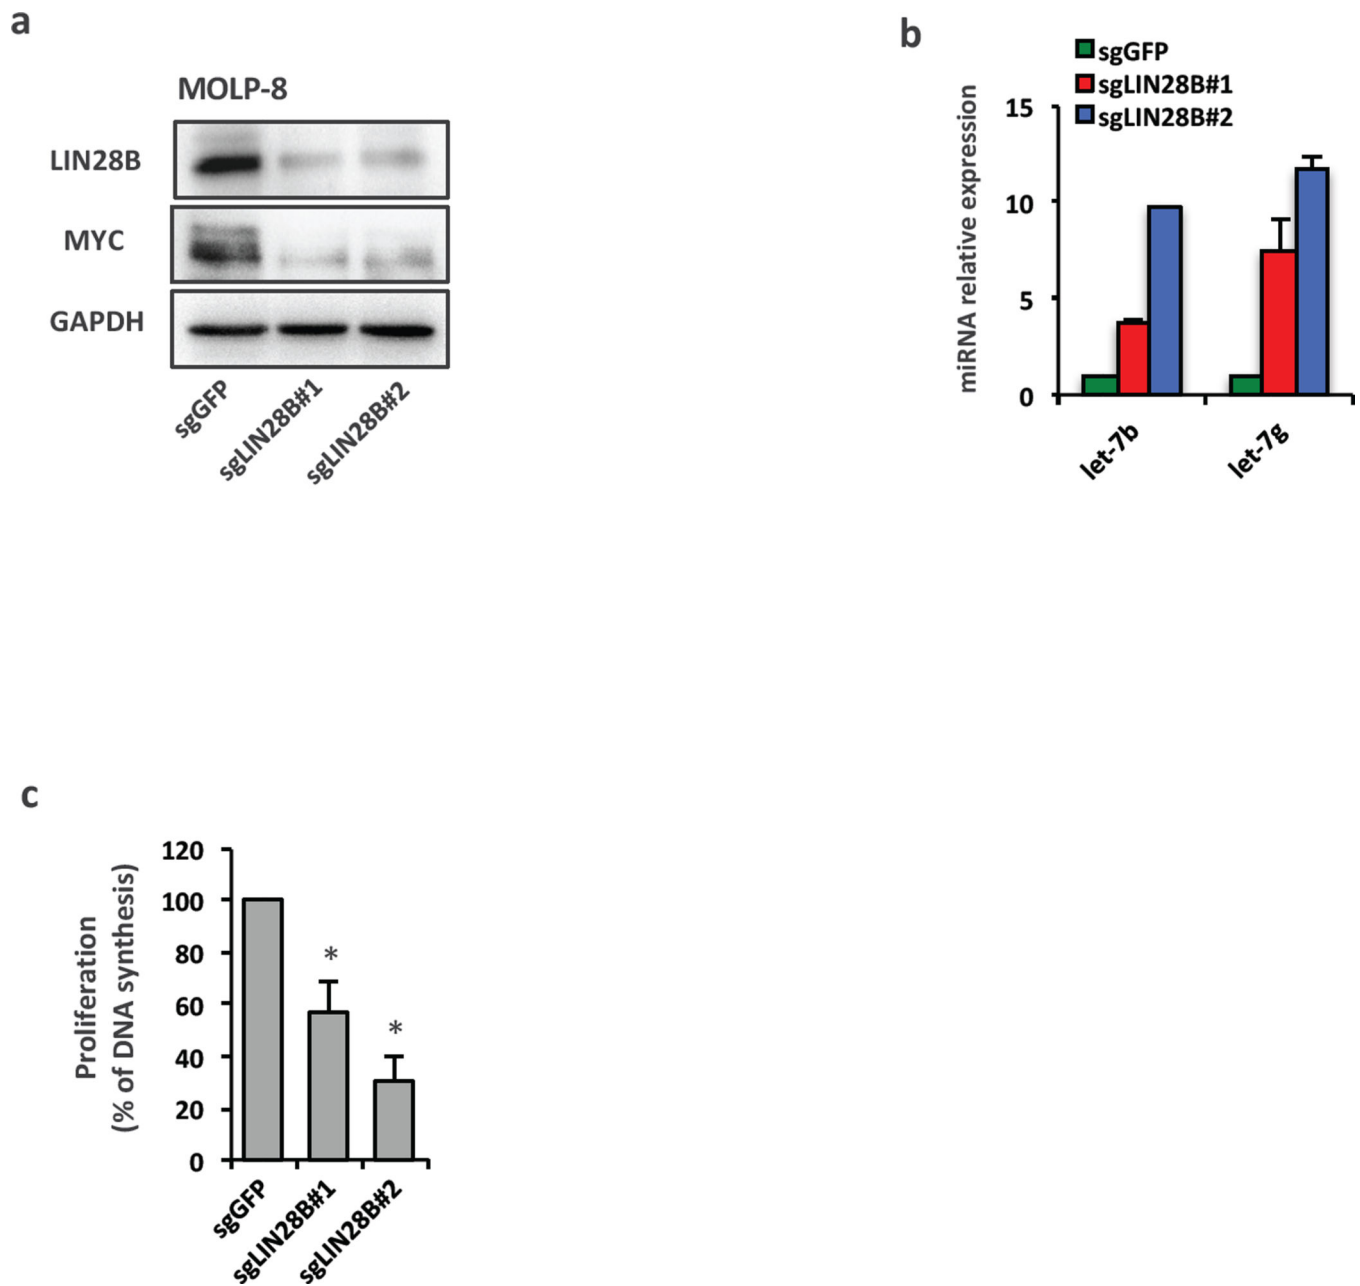 a
MOLP-8
LIN28B
MYC
GAPDH
sgGFP
sgLIN28B#1
sgLIN28B#2
b
sgGFP
sgLIN28B#1
sgLIN28B#2
miRNA relative expression
15
10
5
0
let-7b
let-7g
c
Proliferation
(% of DNA synthesis)
120
100
80
60
40
20
0
*
*
sgGFP
sgLIN28B#1
sgLIN28B#2